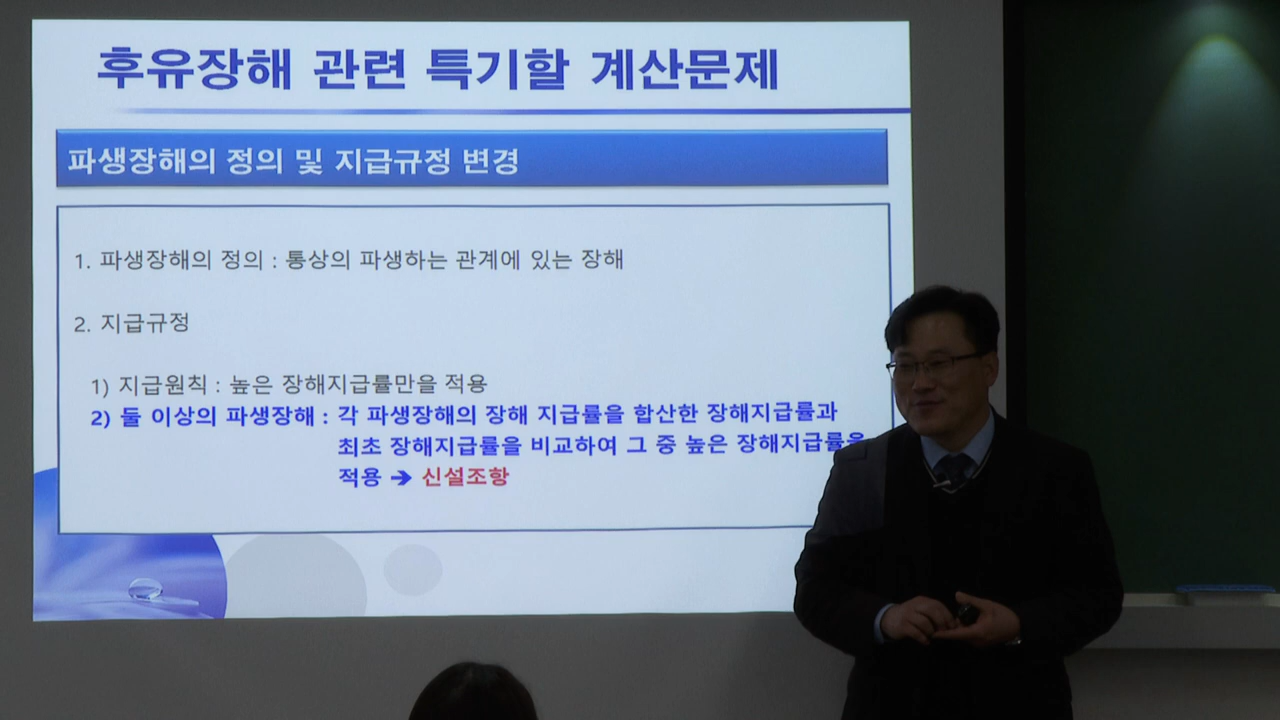 후유장해 관련 특기할 계산문제
파생장해의 정의 및 지급규정 변경
1. 파생장해의 정의 : 통상의 파생하는 관계에 있는 장해
2. 지급규정
1) 지급원칙 : 높은 장해지급률만을 적용
2) 둘 이상의 파생장해 : 각 파생장해의 장해 지급률을 합산한 장해지급률과
최초 장해지급률을 비교하여 그 중 높은 장해지급률을
적용 ➔ 신설조항